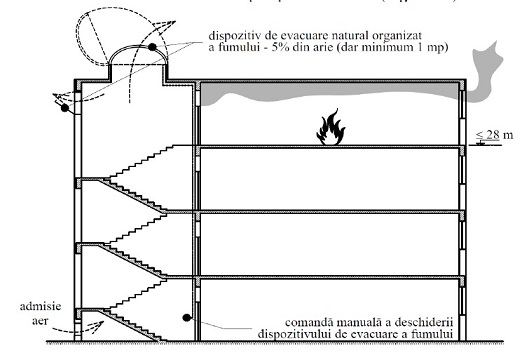 dispozitiv de evacuare natural organizat
a fumului - 5% din arie (dar minimum 1 mp)
≤ 28 m
admisie
aer
comandă manuală a deschiderii
dispozitivului de evacuare a fumului